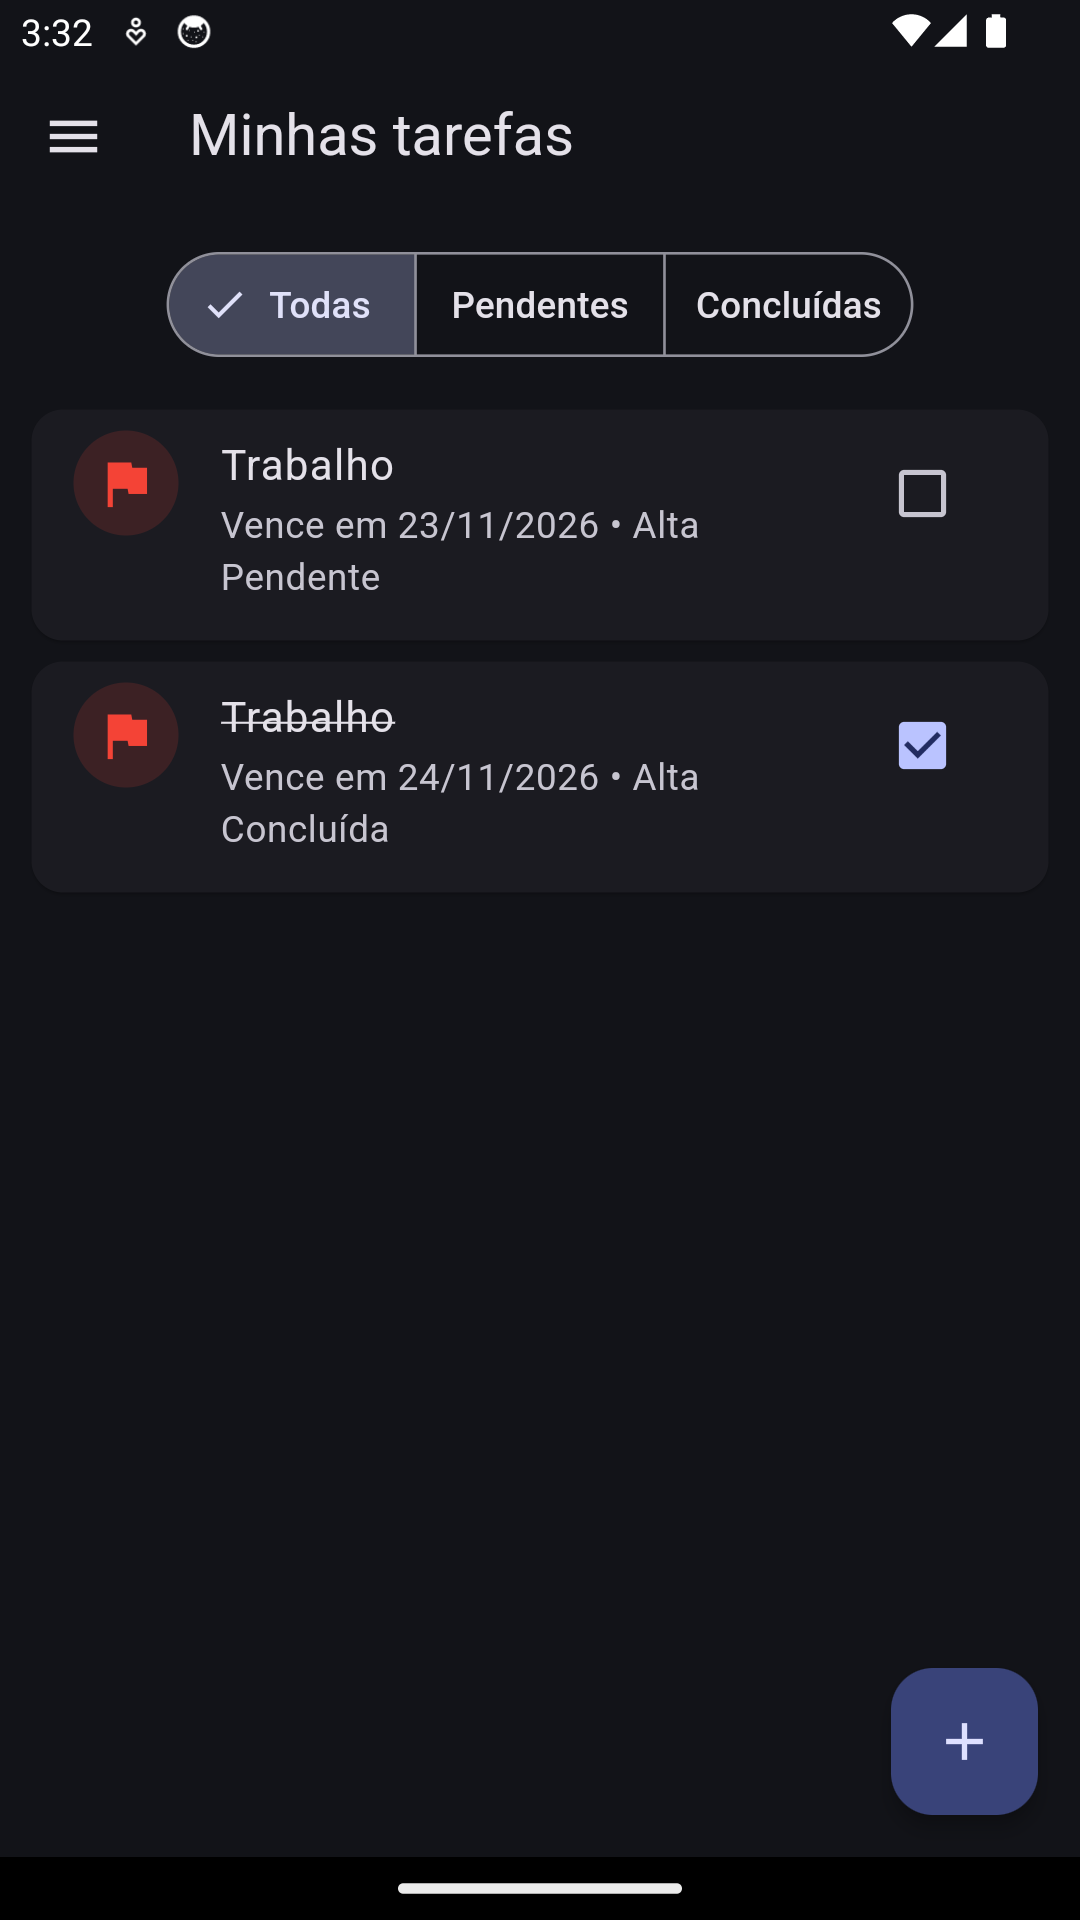 3:32
Minhas tarefas
Todas
Pendentes
Concluídas
Trabalho
Vence em 23/11/2026 • Alta
Pendente
Trabalho
Vence em 24/11/2026 • Alta
Concluída